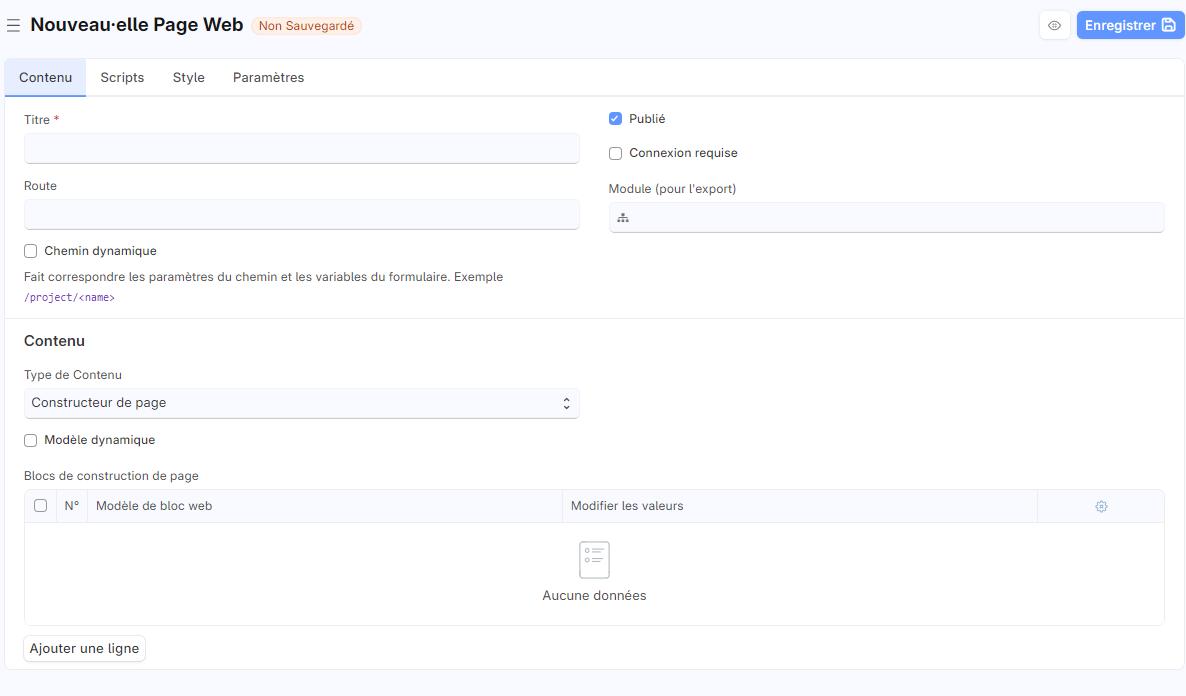 Nouveau·elle Page Web
Non Sauvegardé
Enregistrer
Contenu
Scripts
Style
Paramètres
Titre *
Publié
Connexion requise
Route
Module (pour l'export)
Chemin dynamique
Fait correspondre les paramètres du chemin et les variables du formulaire. Exemple
/project/<name>
Contenu
Type de Contenu
Constructeur de page
Modèle dynamique
Blocs de construction de page
N°
Modèle de bloc web
Modifier les valeurs
Aucune données
Ajouter une ligne